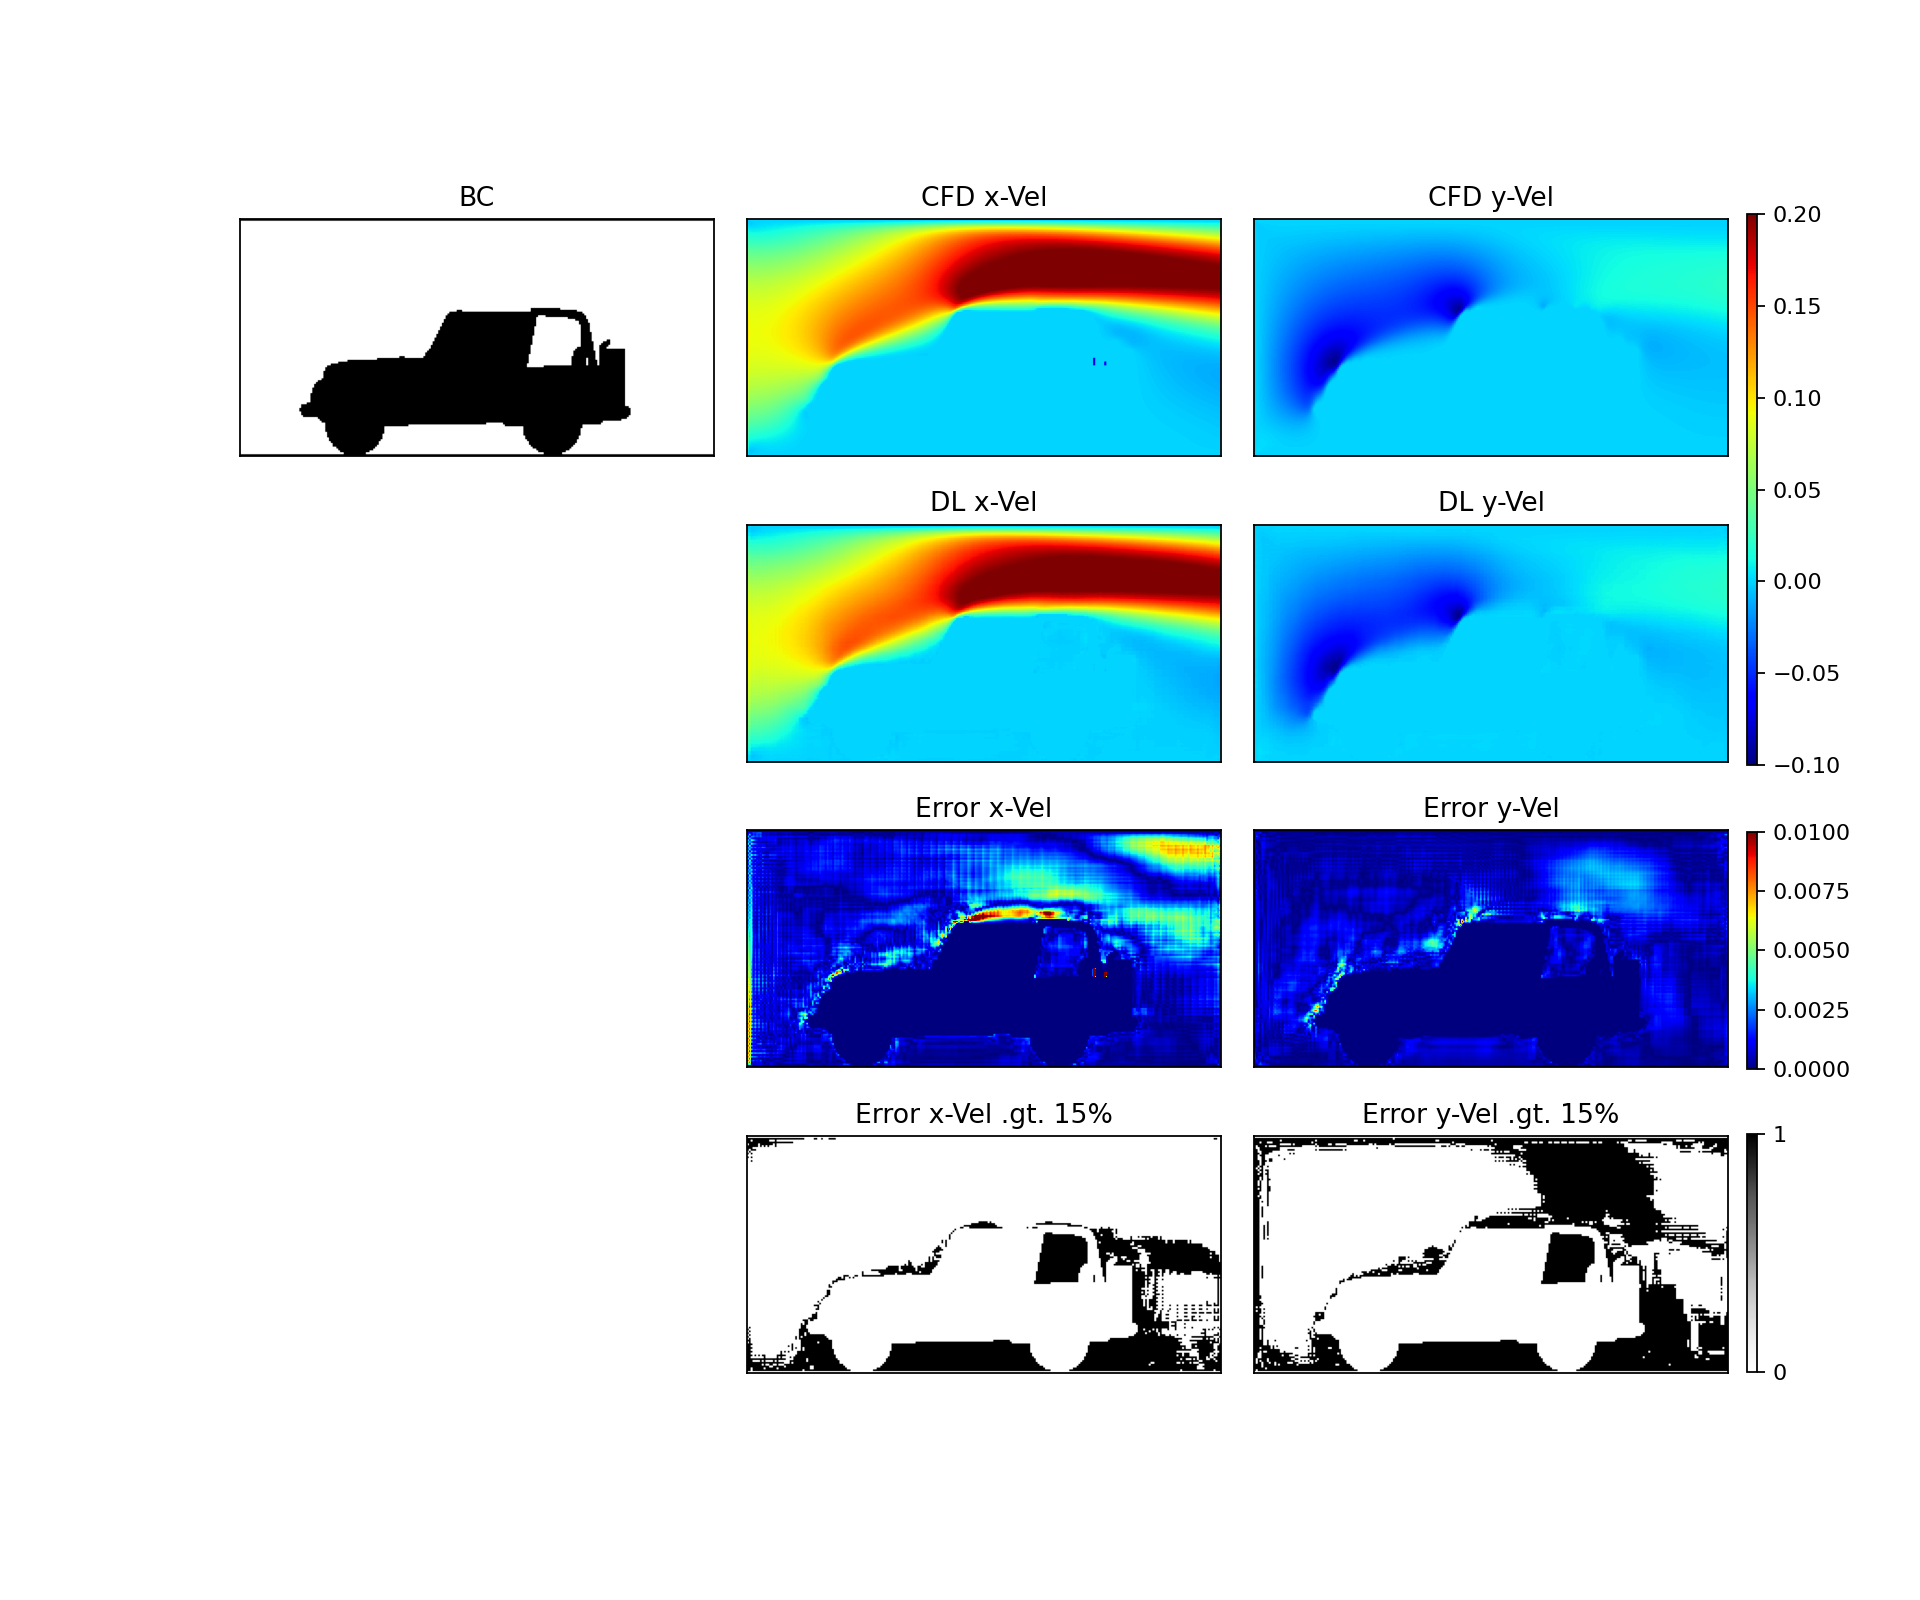 BC
CFD x-Vel
CFD y-Vel
0.20
0.15
0.10
0.05
0.00
−0.05
−0.10
DL x-Vel
DL y-Vel
Error x-Vel
Error y-Vel
0.0100
0.0075
0.0050
0.0025
0.0000
Error x-Vel .gt. 15%
Error y-Vel .gt. 15%
1
0